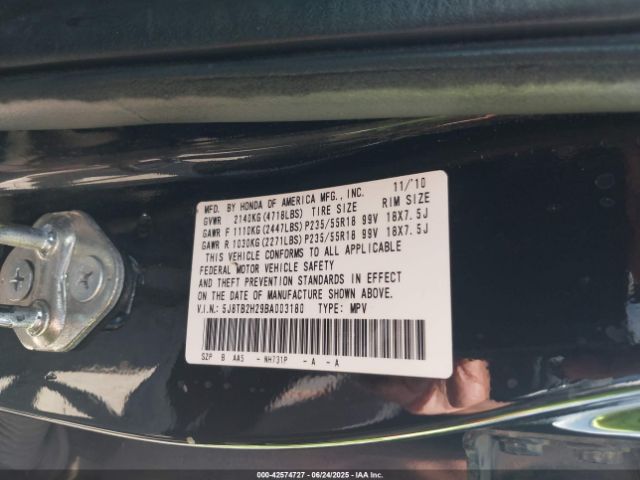 MFD. BY HONDA OF AMERICA MFG., INC. 11/10
GVWR 2140KG (4718LBS) TIRE SIZE RIM SIZE
GAWR F 1110KG (2447LBS) P235/55R18 99V 18X7.5J
GAWR R 1030KG (2271LBS) P235/55R18 99V 18X7.5J
THIS VEHICLE CONFORMS TO ALL APPLICABLE
FEDERAL MOTOR VEHICLE SAFETY
AND THEFT PREVENTION STANDARDS IN EFFECT
ON THE DATE OF MANUFACTURE SHOWN ABOVE.
V.I.N.: 5J8TB2H29BA003180 TYPE: MPV
SZP B AA5 - NH731P - A - A
000-42574727 - 06/24/2025 - IAA Inc.